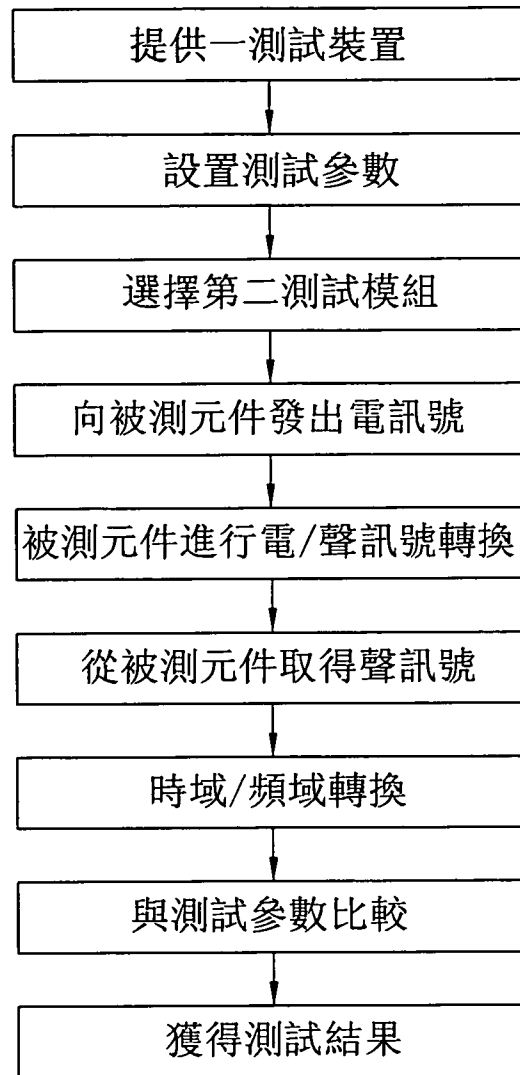 提供一測試裝置
設置測試參數
選擇第二測試模組
向被測元件發出電訊號
被測元件進行電/聲訊號轉換
從被測元件取得聲訊號
時域/頻域轉換
與測試參數比較
獲得測試結果